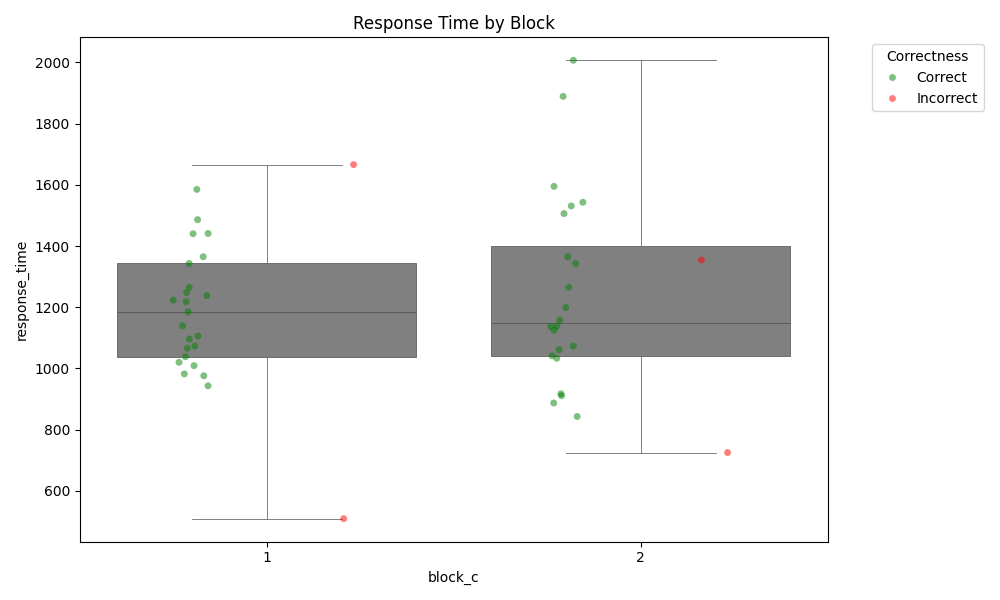 Response Time by Block
Correctness
Correct
Incorrect
response_time
2000
1800
1600
1400
1200
1000
800
600
1
2
block_c